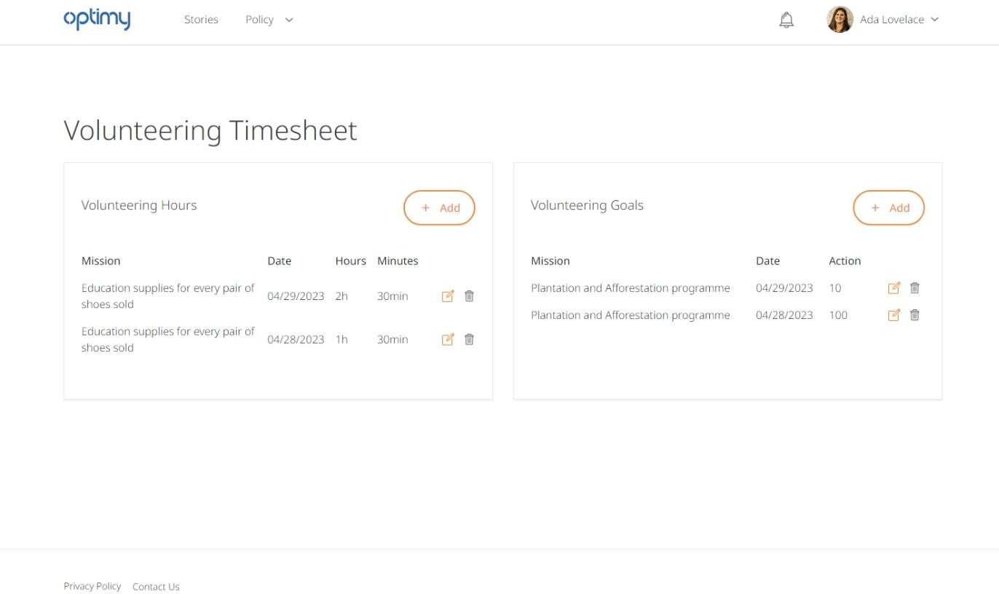 optimy
Stories Policy
Ada Lovelace
Volunteering Timesheet
Volunteering Hours
+ Add
Mission Date Hours Minutes
Education supplies for every pair of
shoes sold
04/29/2023 2h 30min
Education supplies for every pair of
shoes sold
04/28/2023 1h 30min
Volunteering Goals
+ Add
Mission Date Action
Plantation and Afforestation programme 04/29/2023 10
Plantation and Afforestation programme 04/28/2023 100
Privacy Policy Contact Us